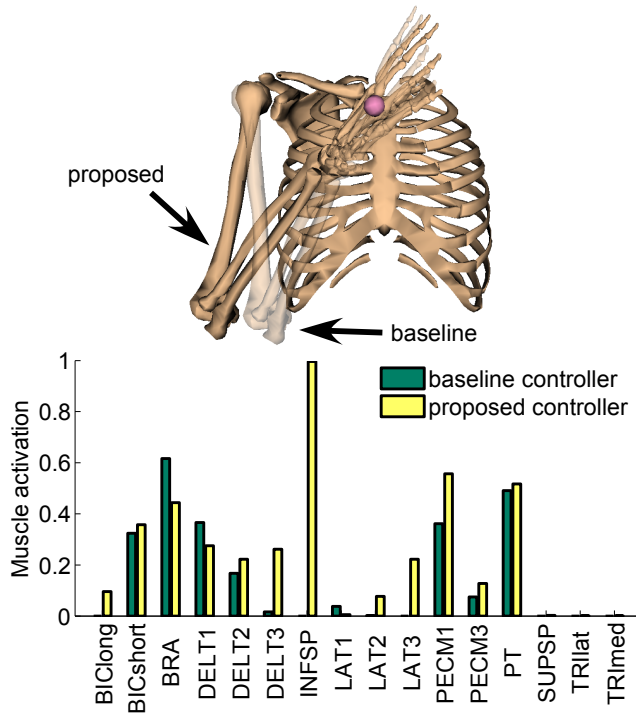 proposed
baseline
1
0.8
0.6
0.4
0.2
0
Muscle activation
baseline controller
proposed controller
BIClong
BICshort
BRA
DELT1
DELT2
DELT3
INFSP
LAT1
LAT2
LAT3
PECM1
PECM3
PT
SUPSP
TRIlat
TRImed